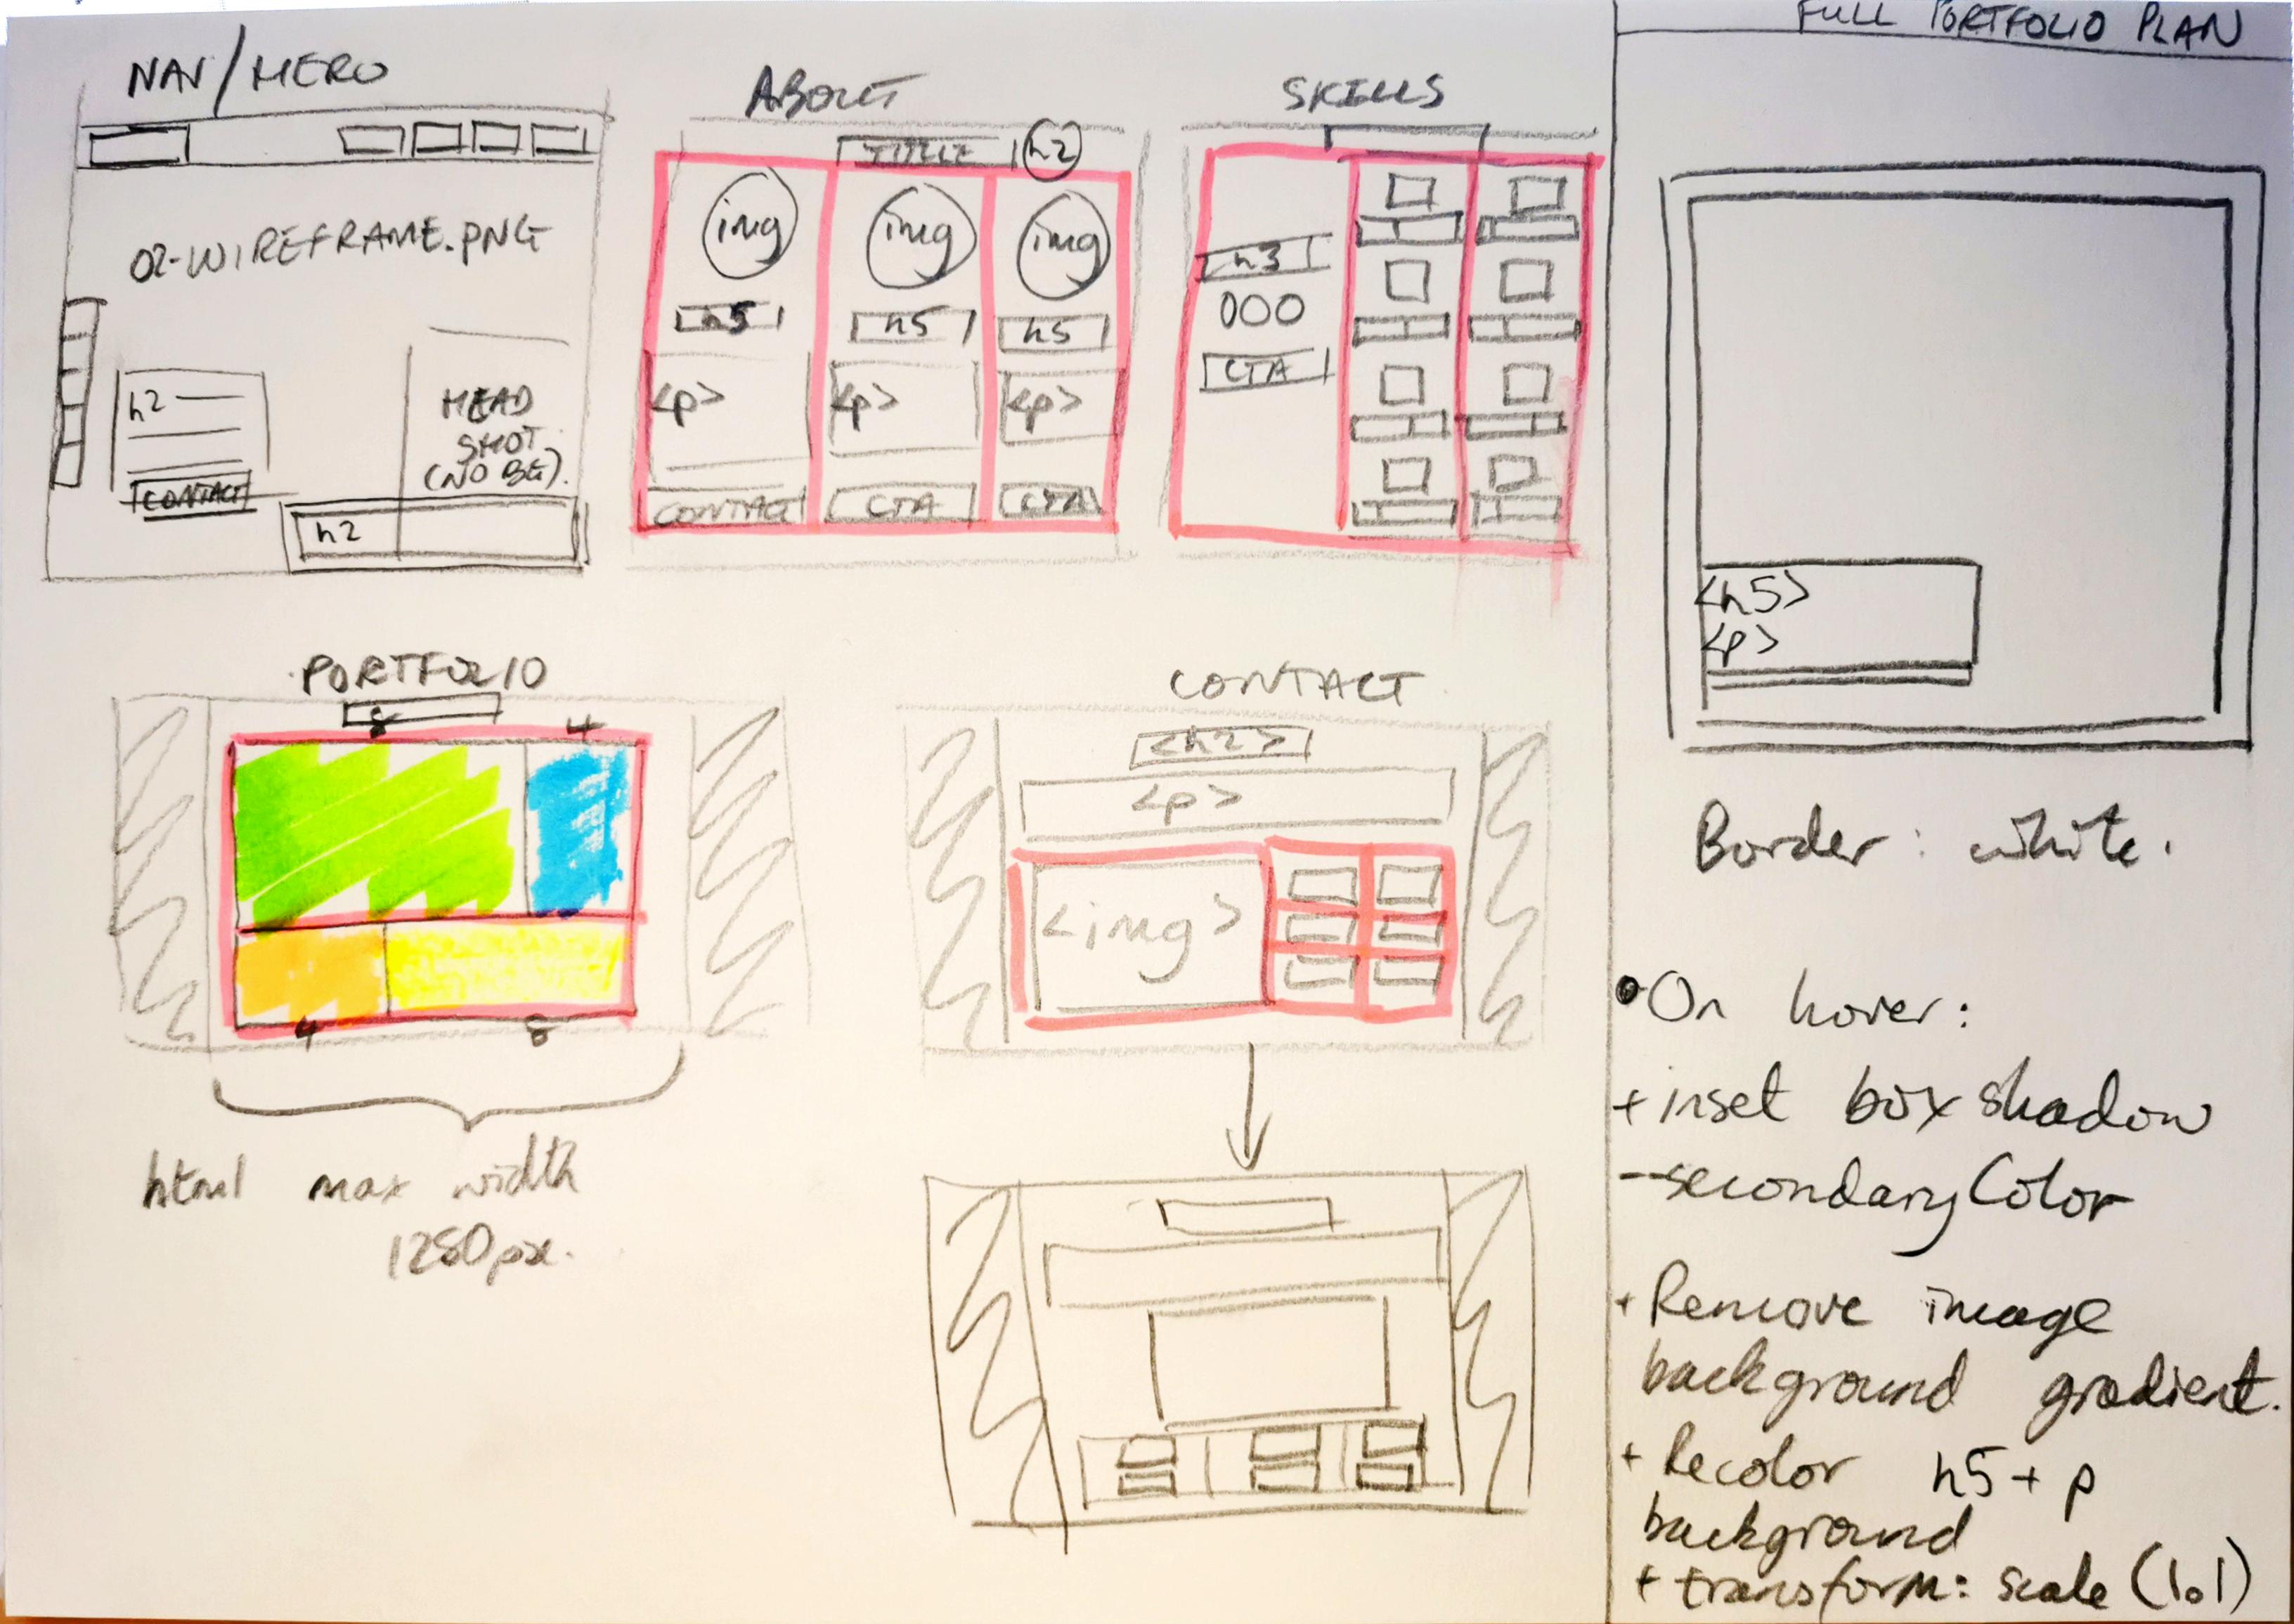 FULL PORTFOLIO PLAN
NAV/HERO
02-WIREFRAME.PNG
h2
CONTACT
HEAD
SHOT
(NO BG).
h2
ABOUT
TITLE h2
img img img
h5 h5 h5
<p> <p> <p>
CONTACT CTA CTA
SKILLS
h3
CTA
PORTFOLIO
8 4
4 8
html max width
1280px.
CONTACT
<h2>
<p>
<img>
<h5>
<p>
Border: white.
On hover:
+ inset box shadow
--secondaryColor
+ Remove image
background gradient.
+ Recolor h5 + p
background
+ transform: scale (1.1)